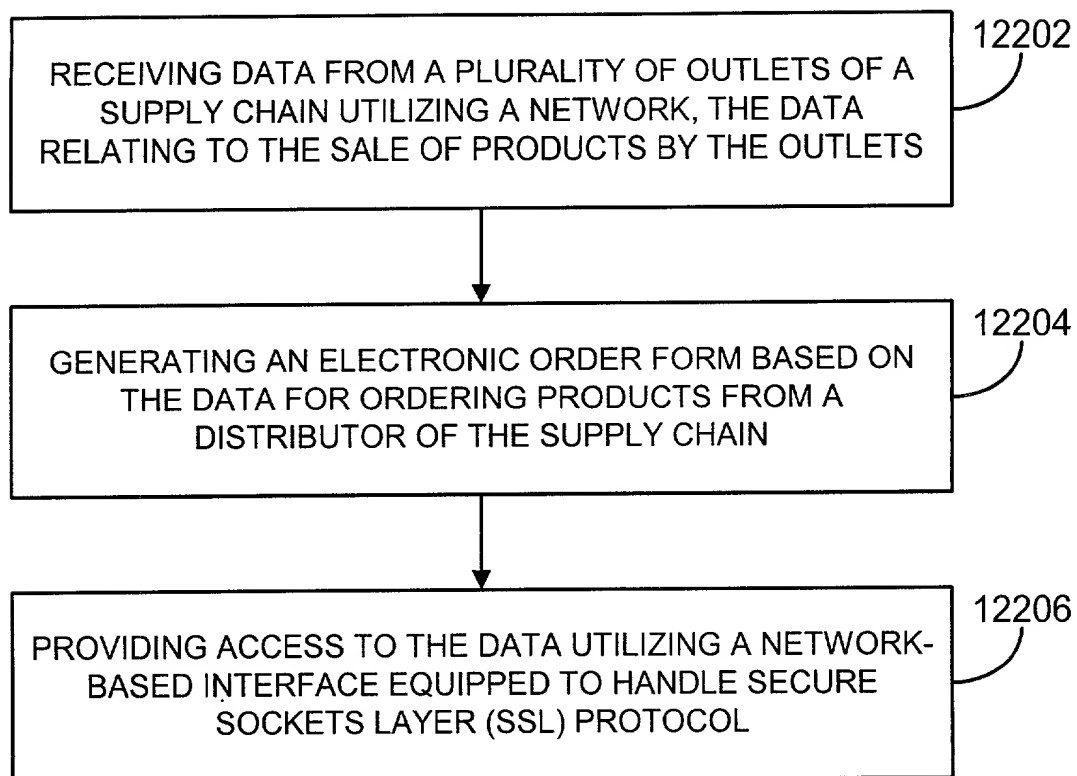 12202
RECEIVING DATA FROM A PLURALITY OF OUTLETS OF A
SUPPLY CHAIN UTILIZING A NETWORK, THE DATA
RELATING TO THE SALE OF PRODUCTS BY THE OUTLETS
12204
GENERATING AN ELECTRONIC ORDER FORM BASED ON
THE DATA FOR ORDERING PRODUCTS FROM A
DISTRIBUTOR OF THE SUPPLY CHAIN
12206
PROVIDING ACCESS TO THE DATA UTILIZING A NETWORK-
BASED INTERFACE EQUIPPED TO HANDLE SECURE
SOCKETS LAYER (SSL) PROTOCOL